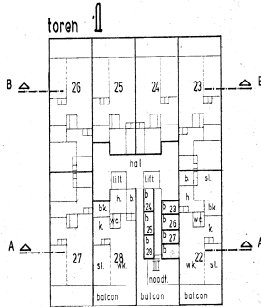 toren 1
B 26 25 24 23 B
hal
lift lift
b. sl.
h. b. b h.
bk. 24 b 23 bk.
wc h b 26 wc
k. 25 b 27 k.
A b 28 A
27 sl. 28 wk. noodt. wk. 22 sl.
balcon balcon balcon